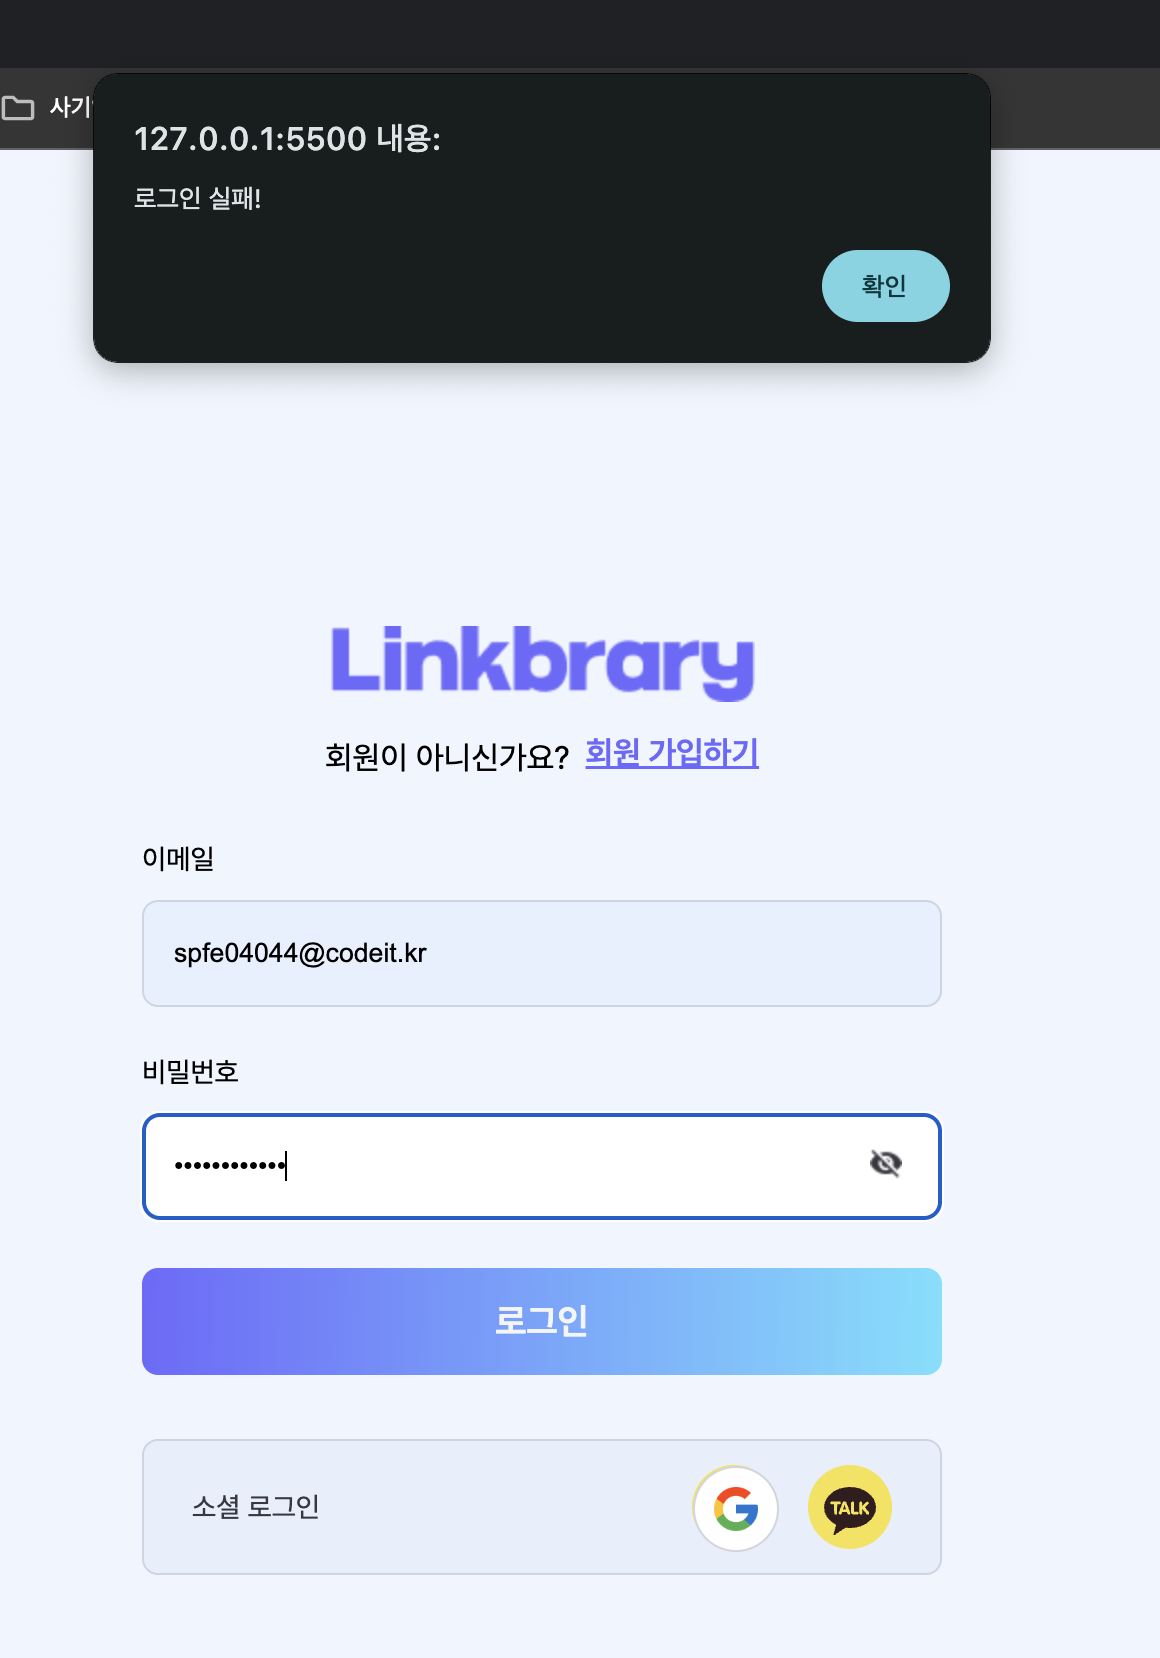 127.0.0.1:5500 내용:
로그인 실패!
확인
Linkbrary
회원이 아니신가요? 회원 가입하기
이메일
spfe04044@codeit.kr
비밀번호
••••••••••••
로그인
소셜 로그인
G
TALK